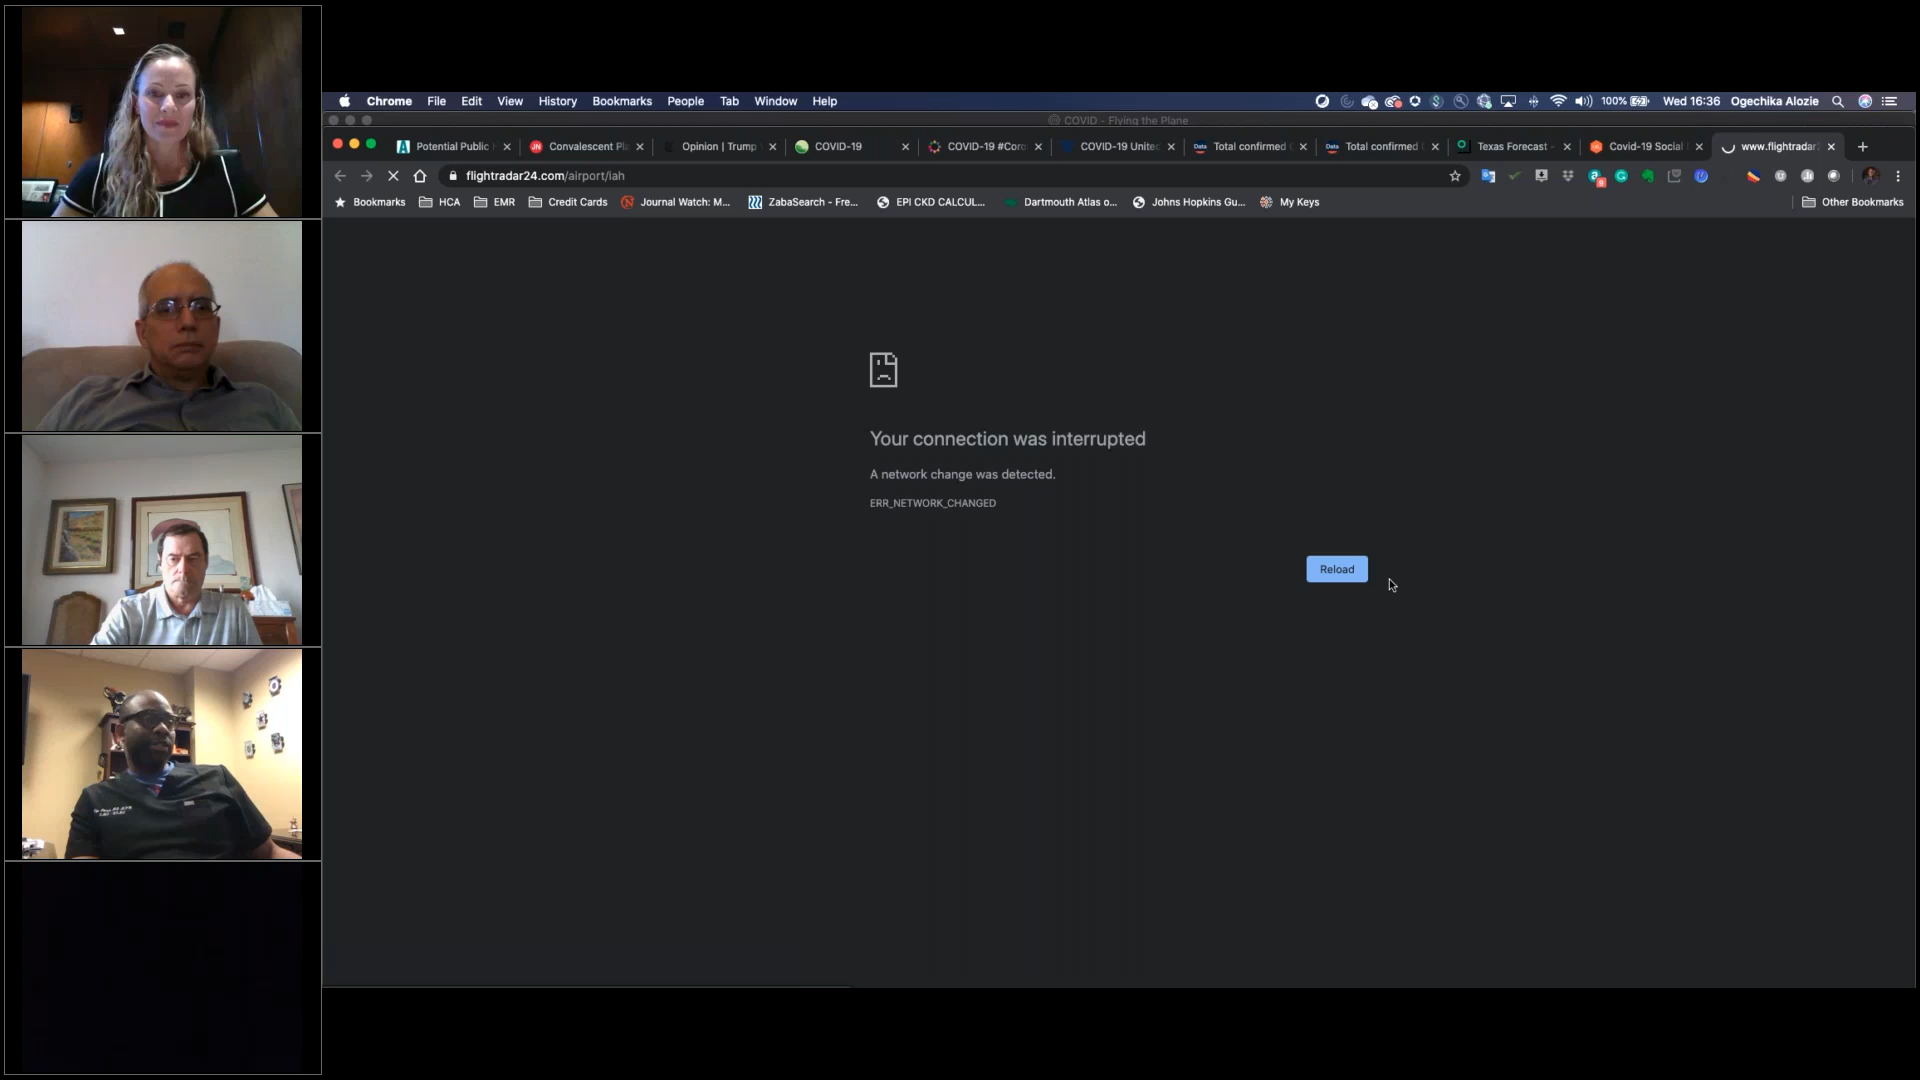 Chrome File Edit View History Bookmarks People Tab Window Help 100% Wed 16:36 Ogechika Alozie
COVID - Flying the Plane
Potential Public Convalescent Pl Opinion | Trump COVID-19 COVID-19 #Coro COVID-19 United Total confirmed Total confirmed Texas Forecast - Covid-19 Social www.flightradar
flightradar24.com/airport/iah
Bookmarks HCA EMR Credit Cards Journal Watch: M... ZabaSearch - Fre... EPI CKD CALCUL... Dartmouth Atlas o... Johns Hopkins Gu... My Keys Other Bookmarks
Your connection was interrupted
A network change was detected.
ERR_NETWORK_CHANGED
Reload